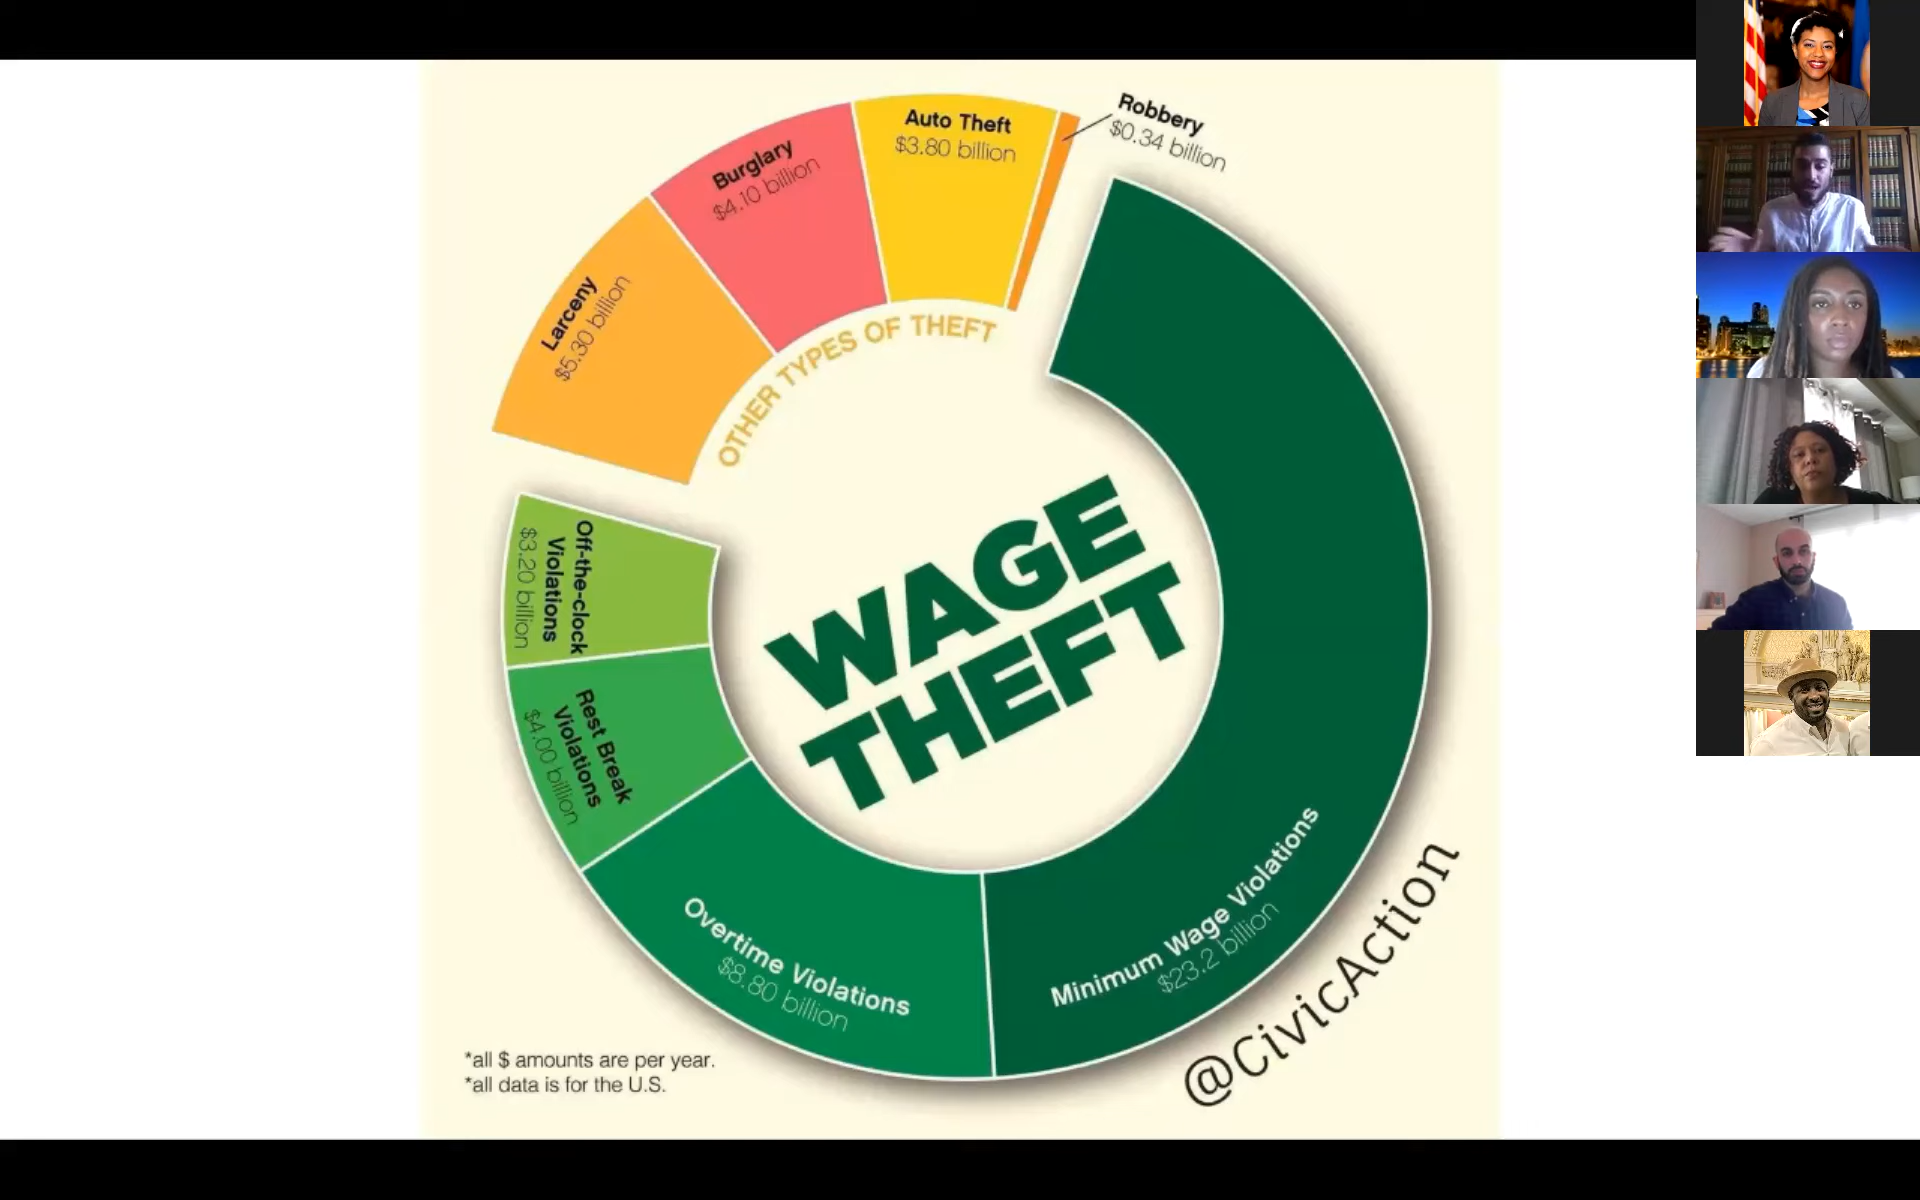 Robbery
$0.34 billion
Auto Theft
$3.80 billion
Burglary
$4.10 billion
Larceny
$5.30 billion
OTHER TYPES OF THEFT
Off-the-clock
Violations
$3.20 billion
Rest Break
Violations
$4.00 billion
WAGE
THEFT
Overtime Violations
$8.80 billion
Minimum Wage Violations
$23.2 billion
@CivicAction
*all $ amounts are per year.
*all data is for the U.S.